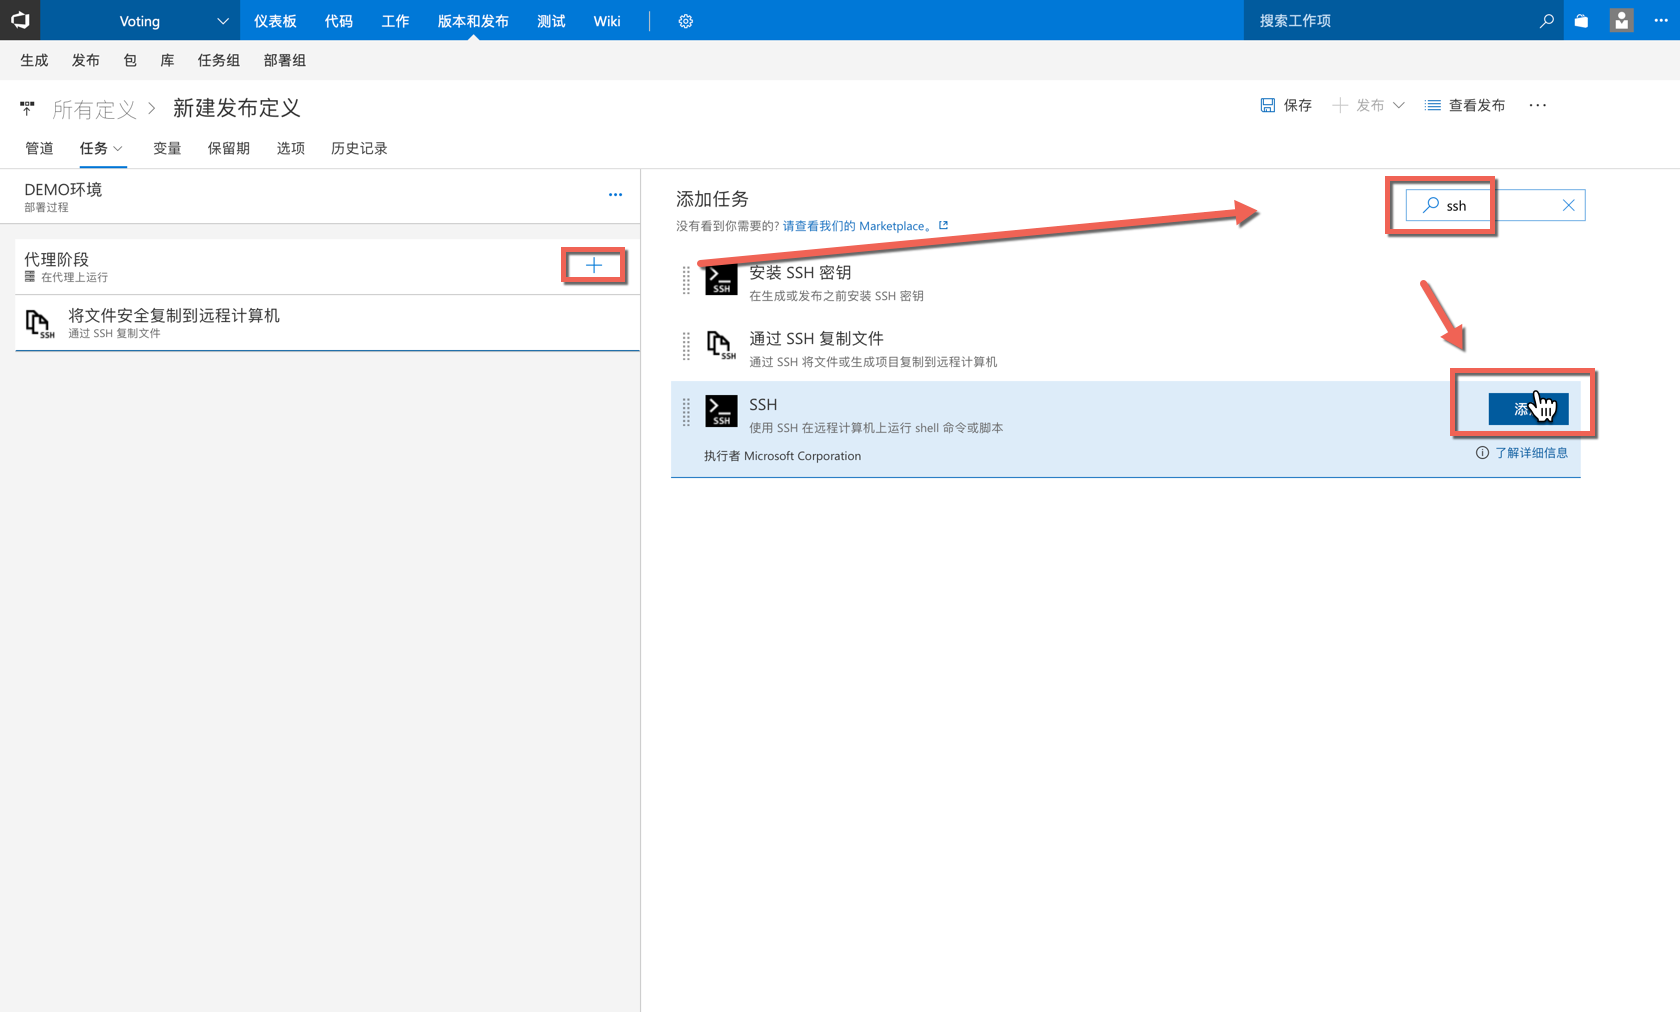 Voting
仪表板 代码 工作 版本和发布 测试 Wiki
搜索工作项
生成 发布 包 库 任务组 部署组
所有定义 > 新建发布定义
保存 发布 查看发布 ...
管道 任务 变量 保留期 选项 历史记录
DEMO环境
部署过程
代理阶段
在代理上运行
将文件安全复制到远程计算机
通过 SSH 复制文件
SSH
添加任务
没有看到你需要的? 请查看我们的 Marketplace。
ssh
安装 SSH 密钥
在生成或发布之前安装 SSH 密钥
SSH
通过 SSH 复制文件
通过 SSH 将文件或生成项目复制到远程计算机
SSH
SSH
使用 SSH 在远程计算机上运行 shell 命令或脚本
SSH
执行者 Microsoft Corporation
添
了解详细信息